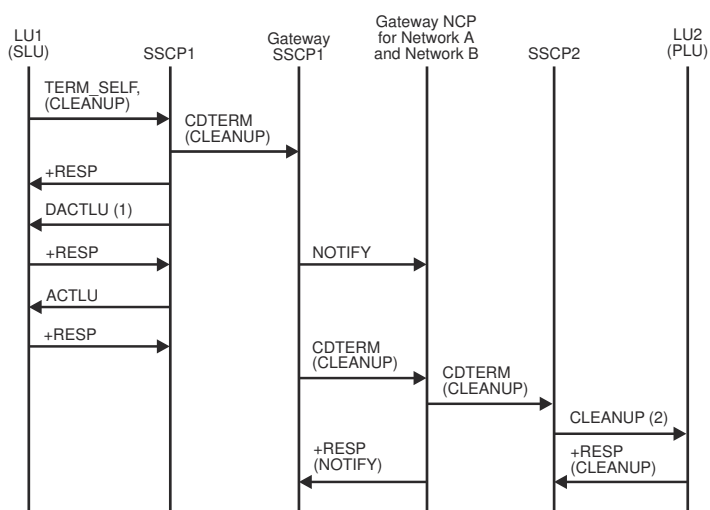 LU1
(SLU)
SSCP1
Gateway
SSCP1
Gateway NCP
for Network A
and Network B
SSCP2
LU2
(PLU)
TERM_SELF,
(CLEANUP)
CDTERM
(CLEANUP)
+RESP
DACTLU (1)
+RESP
NOTIFY
ACTLU
+RESP
CDTERM
(CLEANUP)
CDTERM
(CLEANUP)
CLEANUP (2)
+RESP
(NOTIFY)
+RESP
(CLEANUP)